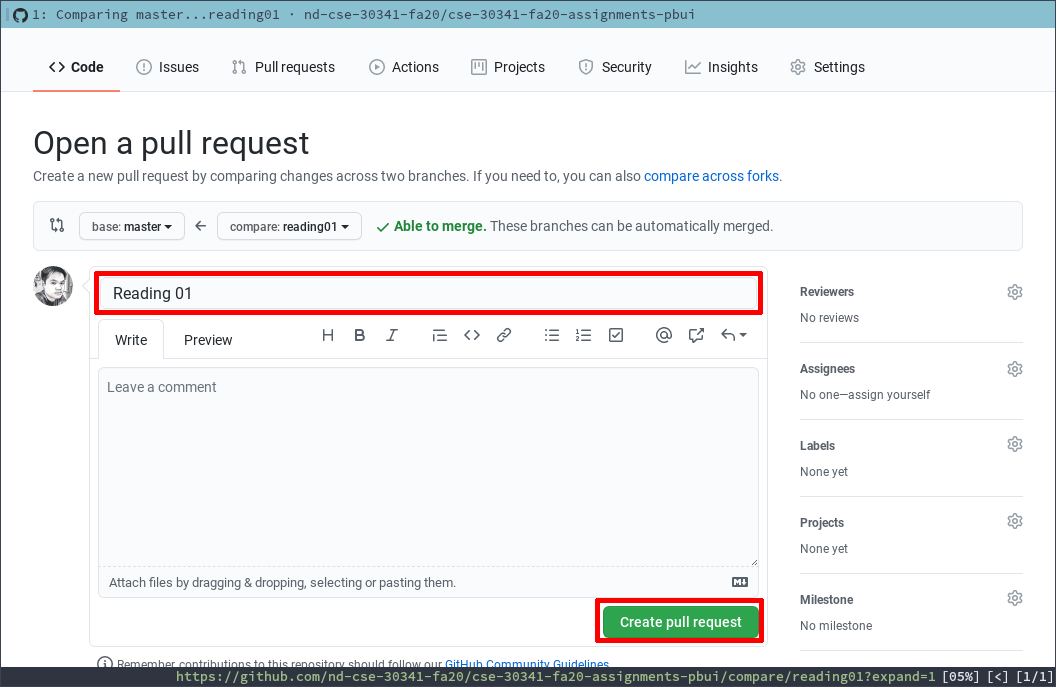 1: Comparing master...reading01 · nd-cse-30341-fa20/cse-30341-fa20-assignments-pbui
Code Issues Pull requests Actions Projects Security Insights Settings
Open a pull request
Create a new pull request by comparing changes across two branches. If you need to, you can also compare across forks.
base: master compare: reading01 Able to merge. These branches can be automatically merged.
Reading 01
Write Preview
Leave a comment
Attach files by dragging & dropping, selecting or pasting them.
Create pull request
Remember contributions to this repository should follow our GitHub Community Guidelines.
Reviewers
No reviews
Assignees
No one—assign yourself
Labels
None yet
Projects
None yet
Milestone
No milestone
https://github.com/nd-cse-30341-fa20/cse-30341-fa20-assignments-pbui/compare/reading01?expand=1 [05%] [<] [1/1]